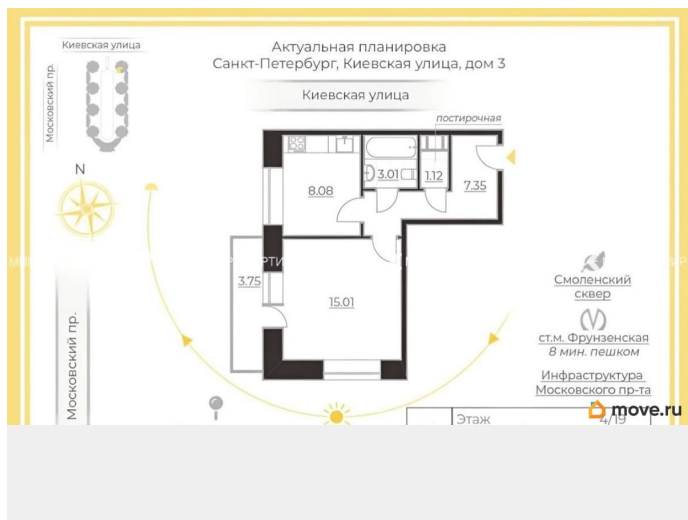 Киевская улица
Московский пр.
Актуальная планировка
Санкт-Петербург, Киевская улица, дом 3
Киевская улица
постирочная
N
8.08
3.01
1.12
7.35
3.75
15.01
Смоленский
сквер
ст.м. Фрунзенская
8 мин. пешком
Инфраструктура
Московского пр-та
Московский пр.
move.ru
Этаж
4/19